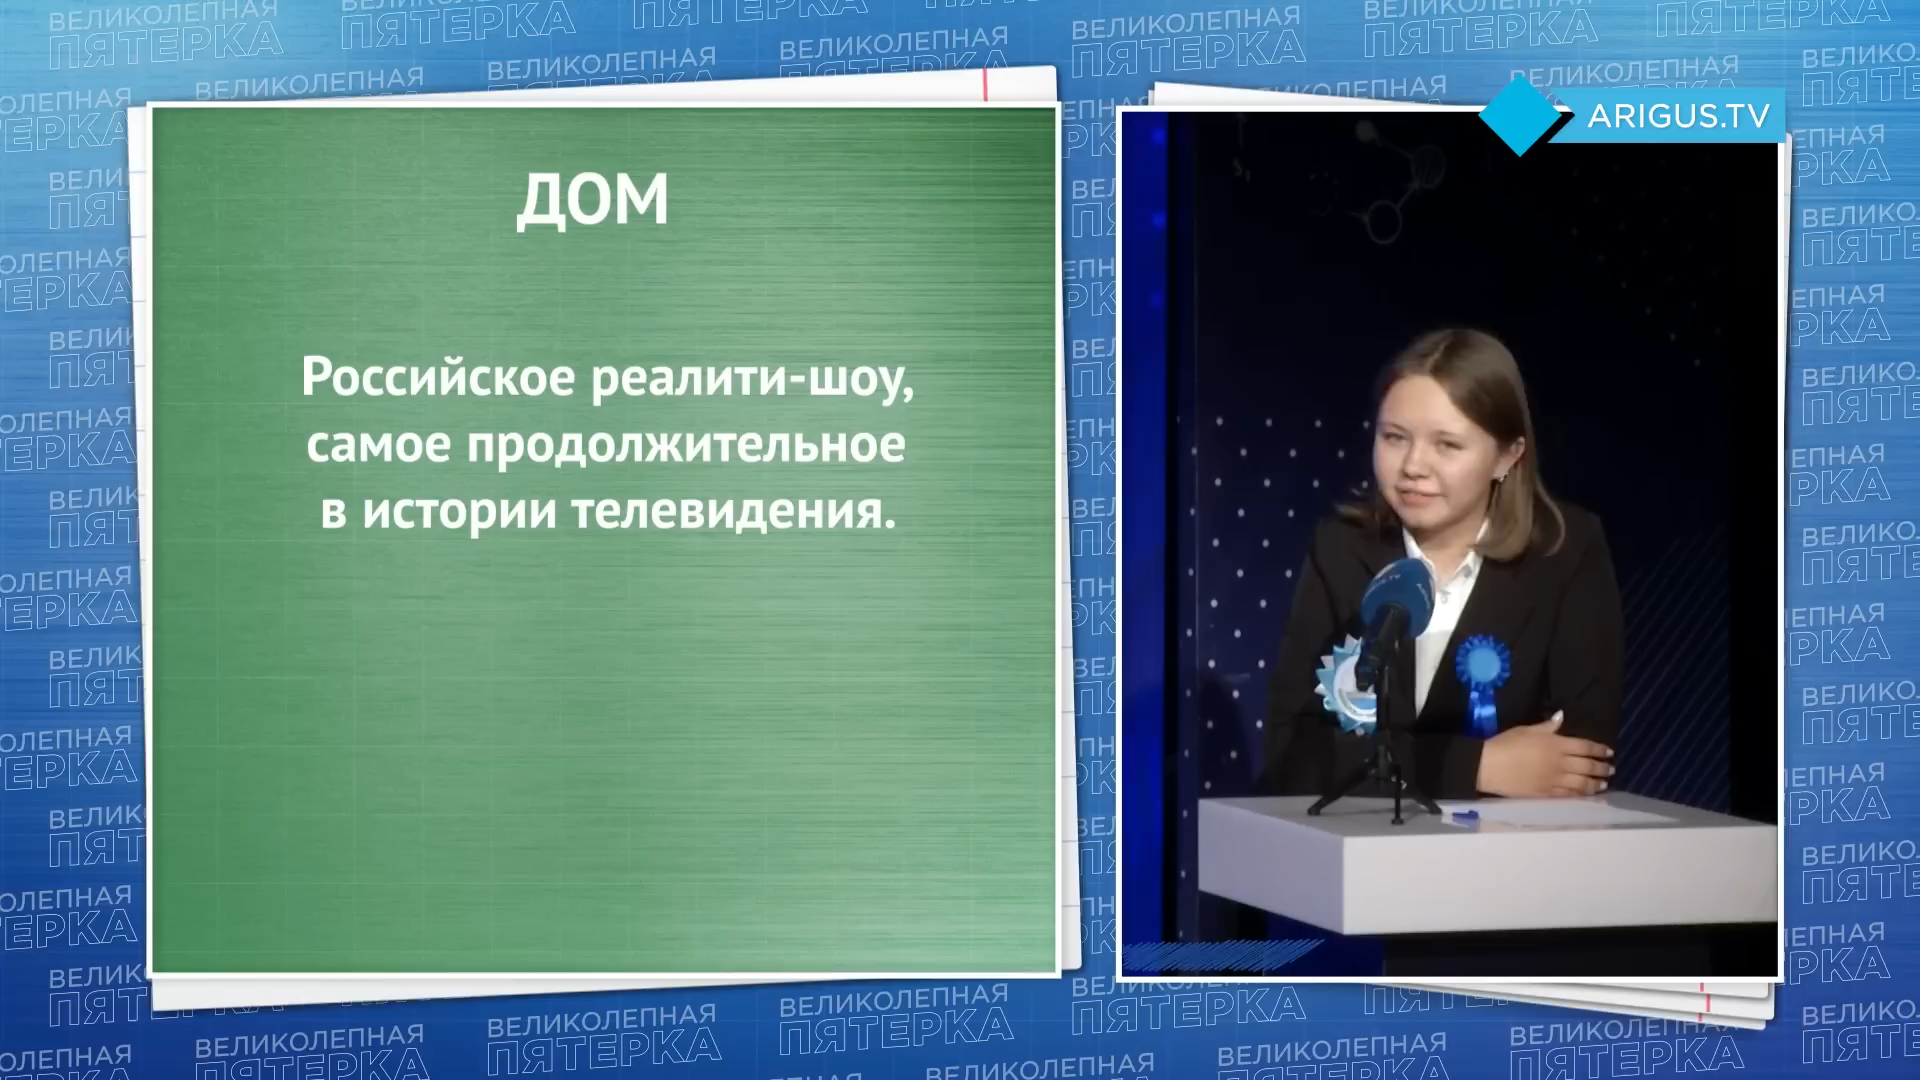 ARIGUS.TV
ДОМ
Российское реалити-шоу,
самое продолжительное
в истории телевидения.
ВЕЛИКОЛЕПНАЯ
ПЯТЕРКА